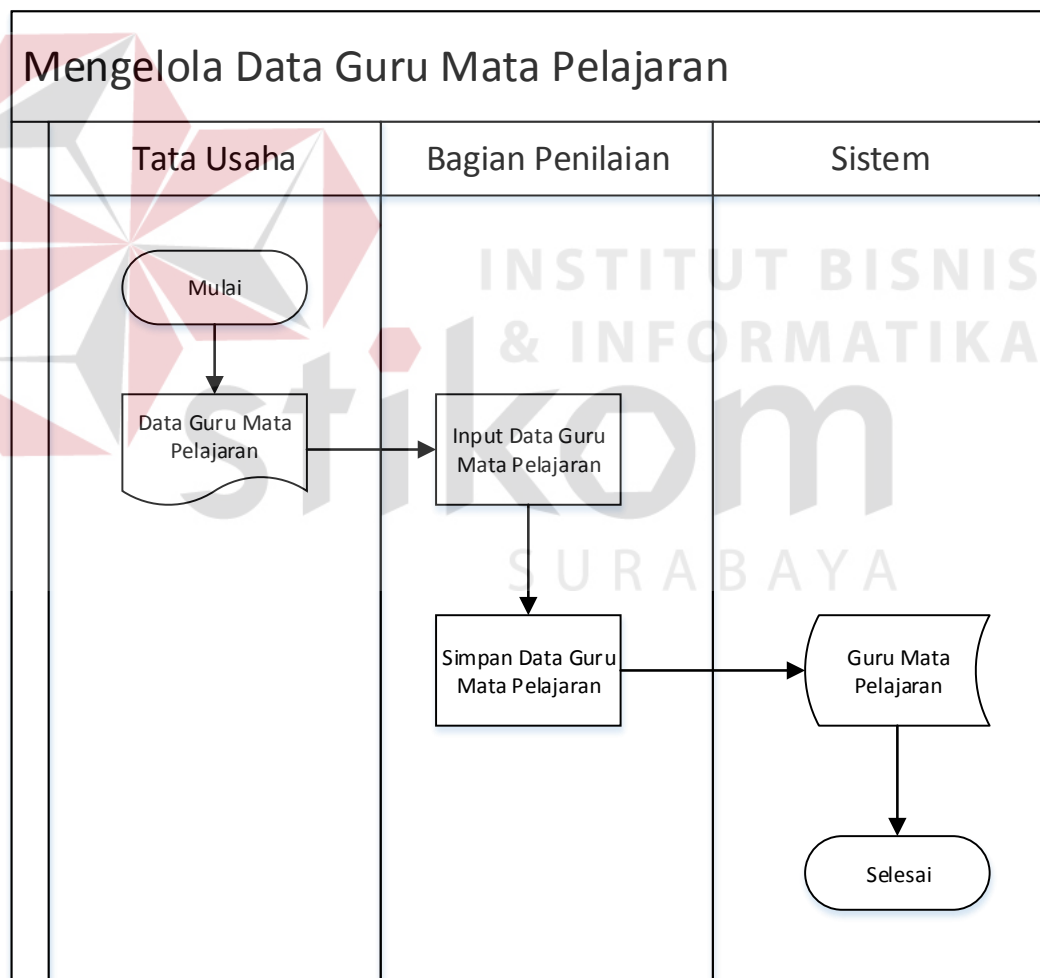 Mengelola Data Guru Mata Pelajaran
Tata Usaha
Bagian Penilaian
Sistem
INSTITUT BISNIS
& INFORMATIKA
stikom
SURABAYA
Mulai
Data Guru Mata
Pelajaran
Input Data Guru
Mata Pelajaran
Simpan Data Guru
Mata Pelajaran
Guru Mata
Pelajaran
Selesai